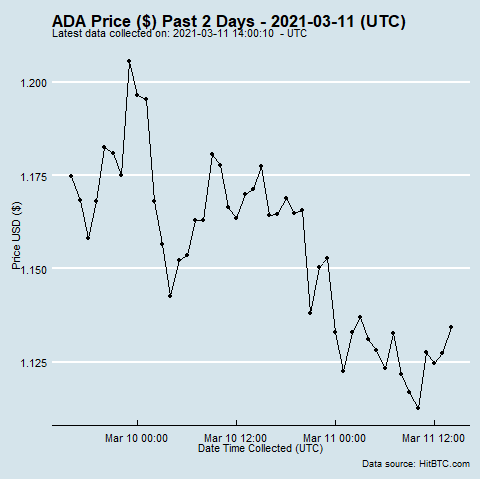 ADA Price ($) Past 2 Days - 2021-03-11 (UTC)
Latest data collected on: 2021-03-11 14:00:10 - UTC
1.200
1.175
1.150
1.125
Price USD ($)
Mar 10 00:00 Mar 10 12:00 Mar 11 00:00 Mar 11 12:00
Date Time Collected (UTC)
Data source: HitBTC.com